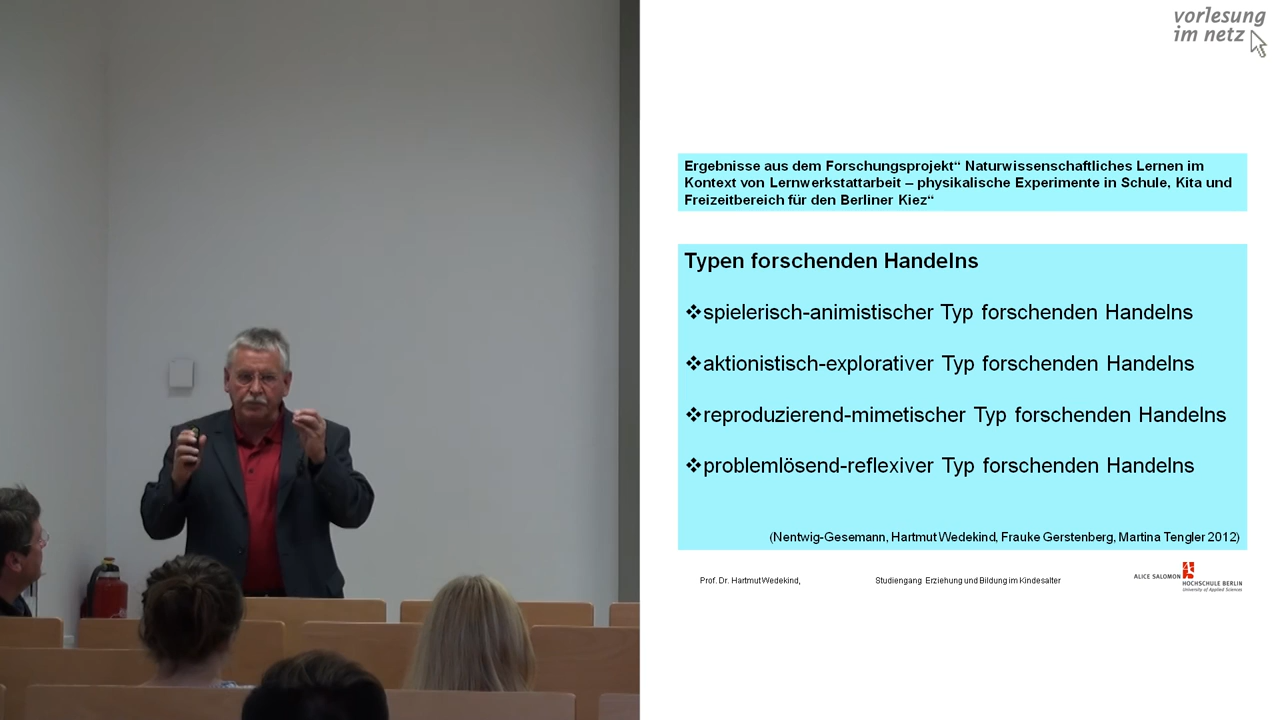 vorlesung
im netz
Ergebnisse aus dem Forschungsprojekt“ Naturwissenschaftliches Lernen im
Kontext von Lernwerkstattarbeit – physikalische Experimente in Schule, Kita und
Freizeitbereich für den Berliner Kiez“
Typen forschenden Handelns
❖spielerisch-animistischer Typ forschenden Handelns
❖aktionistisch-explorativer Typ forschenden Handelns
❖reproduzierend-mimetischer Typ forschenden Handelns
❖problemlösend-reflexiver Typ forschenden Handelns
(Nentwig-Gesemann, Hartmut Wedekind, Frauke Gerstenberg, Martina Tengler 2012)
Prof. Dr. Hartmut Wedekind, Studiengang Erziehung und Bildung im Kindesalter
ALICE SALOMON
HOCHSCHULE BERLIN
University of Applied Sciences